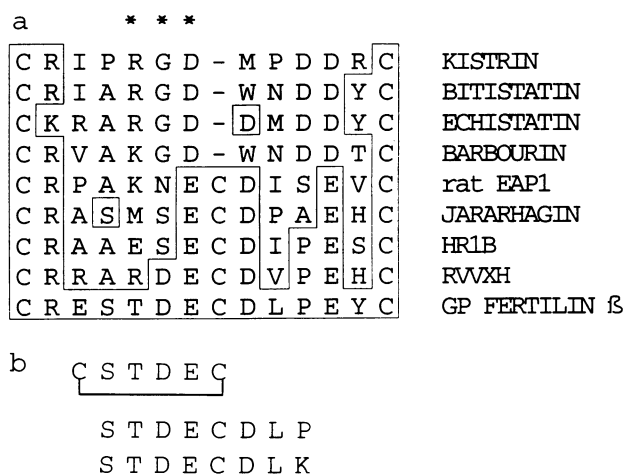 a * * *
C R I P R G D - M P D D R C KISTRIN
C R I A R G D - W N D D Y C BITISTATIN
C K R A R G D - D M D D Y C ECHISTATIN
C R V A K G D - W N D D T C BARBOURIN
C R P A K N E C D I S E V C rat EAP1
C R A S M S E C D P A E H C JARARHAGIN
C R A A E S E C D I P E S C HR1B
C R R A R D E C D V P E H C RVVXH
C R E S T D E C D L P E Y C GP FERTILIN ß
b C S T D E C
S T D E C D L P
S T D E C D L K